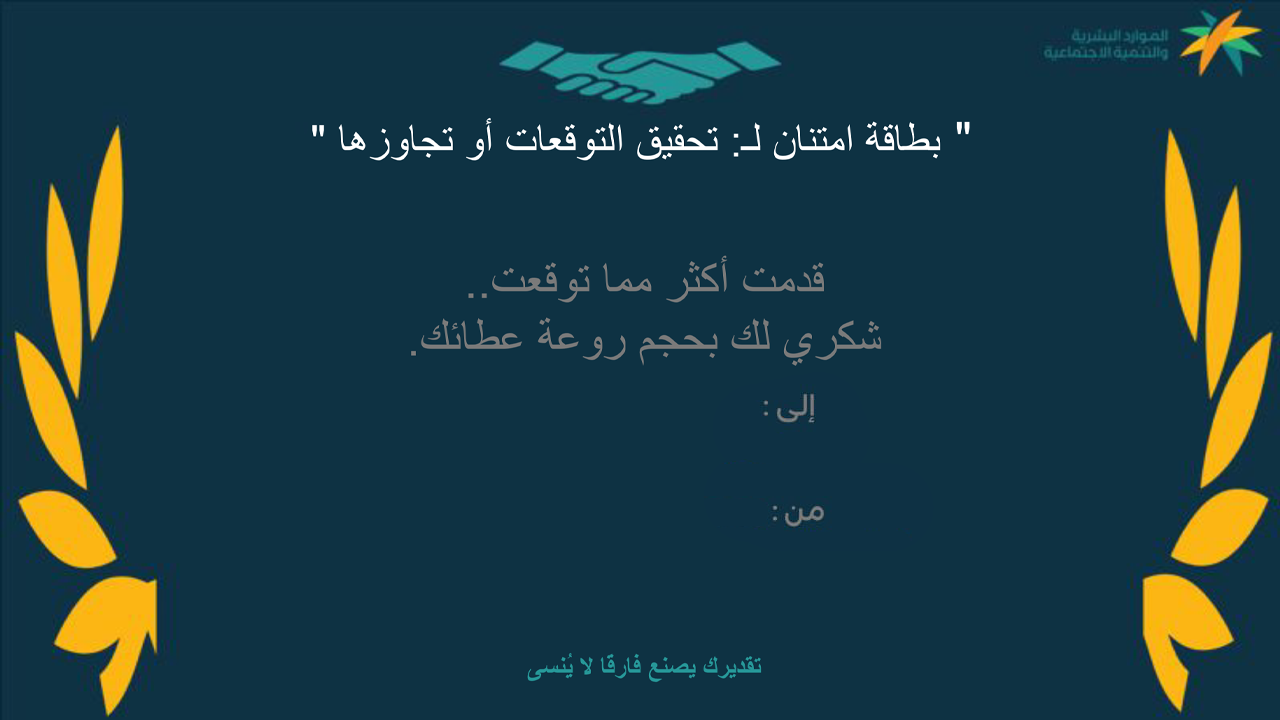 الموارد البشرية
والتنمية الاجتماعية
" بطاقة امتنان لـ: تحقيق التوقعات أو تجاوزها "
قدمت أكثر مما توقعت..
شكري لك بحجم روعة عطائك.
إلى :
من :
تقديرك يصنع فارقا لا يُنسى